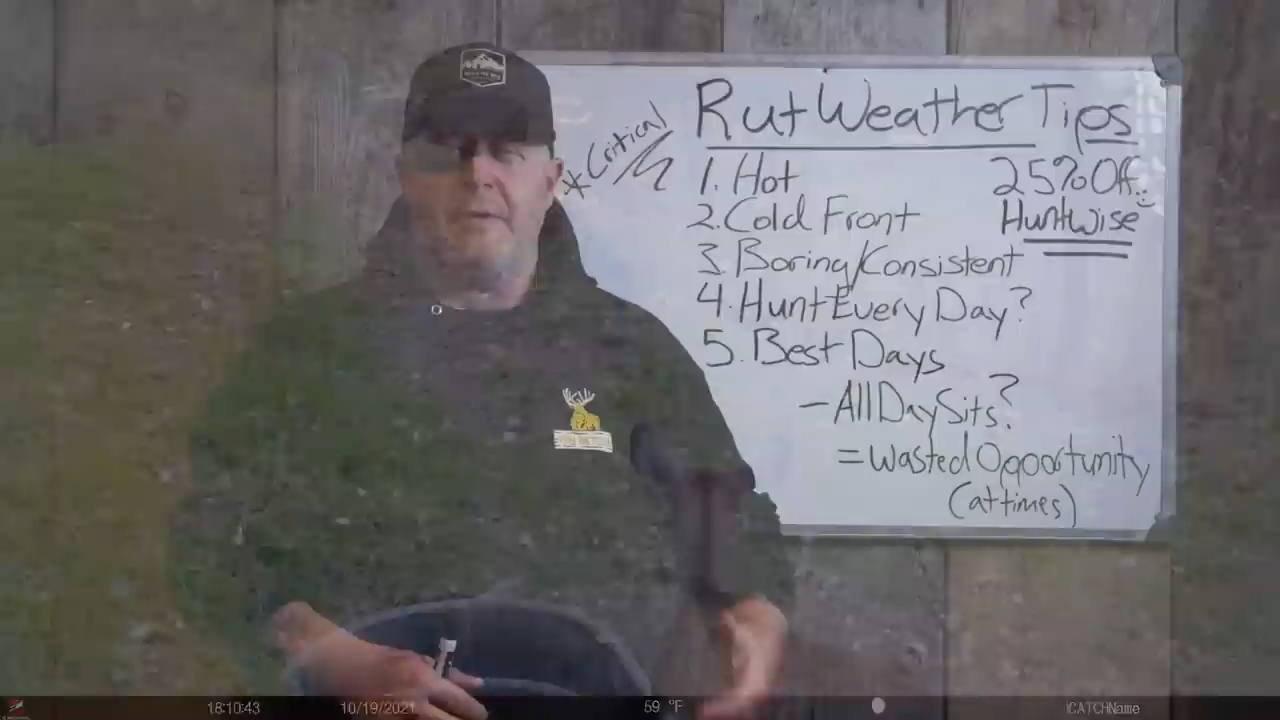 *Critical
Rut Weather Tips
1. Hot
25% Off
2. Cold Front
Huntwise
3. Boring/Consistent
4. Hunt Every Day?
5. Best Days
- All Day Sits?
= Wasted Opportunity
(at times)
18:10:43 10/19/2021 59 °F iCATCHName